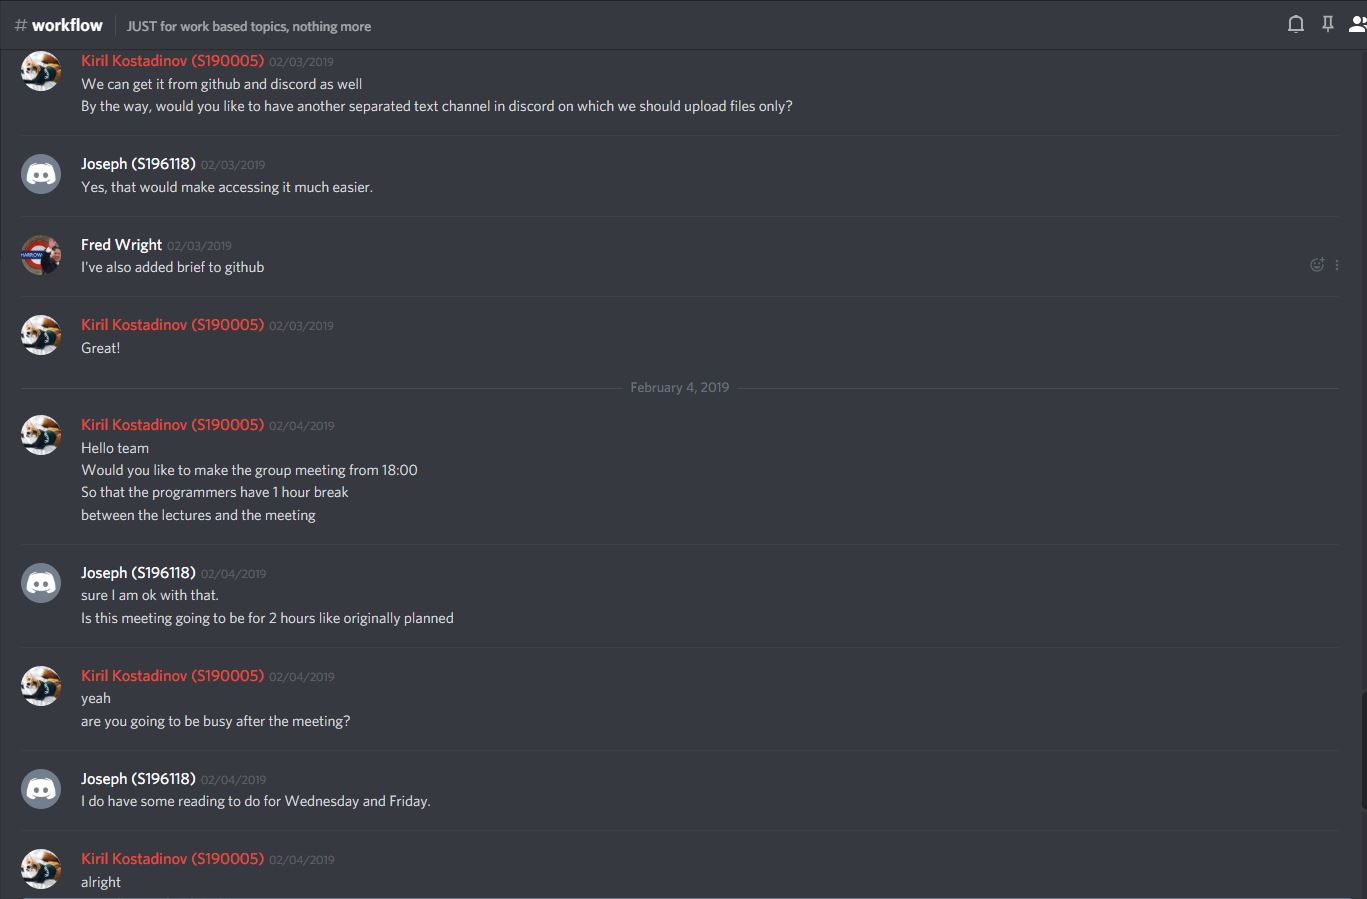 # workflow JUST for work based topics, nothing more
Kiril Kostadinov (S190005) 02/03/2019
We can get it from github and discord as well
By the way, would you like to have another separated text channel in discord on which we should upload files only?
Joseph (S196118) 02/03/2019
Yes, that would make accessing it much easier.
HARROW
Fred Wright 02/03/2019
I've also added brief to github
Kiril Kostadinov (S190005) 02/03/2019
Great!
February 4, 2019
Kiril Kostadinov (S190005) 02/04/2019
Hello team
Would you like to make the group meeting from 18:00
So that the programmers have 1 hour break
between the lectures and the meeting
Joseph (S196118) 02/04/2019
sure I am ok with that.
Is this meeting going to be for 2 hours like originally planned
Kiril Kostadinov (S190005) 02/04/2019
yeah
are you going to be busy after the meeting?
Joseph (S196118) 02/04/2019
I do have some reading to do for Wednesday and Friday.
Kiril Kostadinov (S190005) 02/04/2019
alright